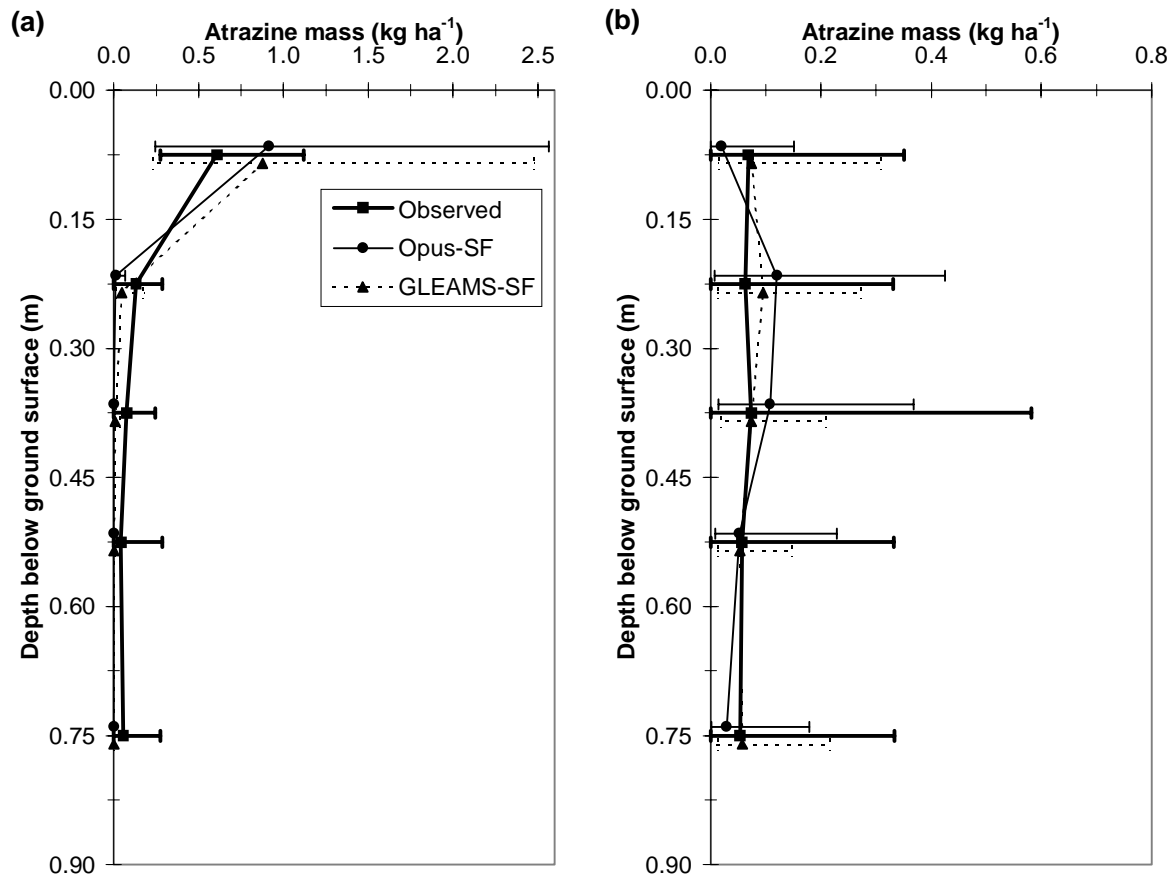 (a)
Atrazine mass (kg ha⁻¹)
0.0 0.5 1.0 1.5 2.0 2.5
Depth below ground surface (m)
0.00
0.15
0.30
0.45
0.60
0.75
0.90
Observed
Opus-SF
GLEAMS-SF
(b)
Atrazine mass (kg ha⁻¹)
0.0 0.2 0.4 0.6 0.8
Depth below ground surface (m)
0.00
0.15
0.30
0.45
0.60
0.75
0.90